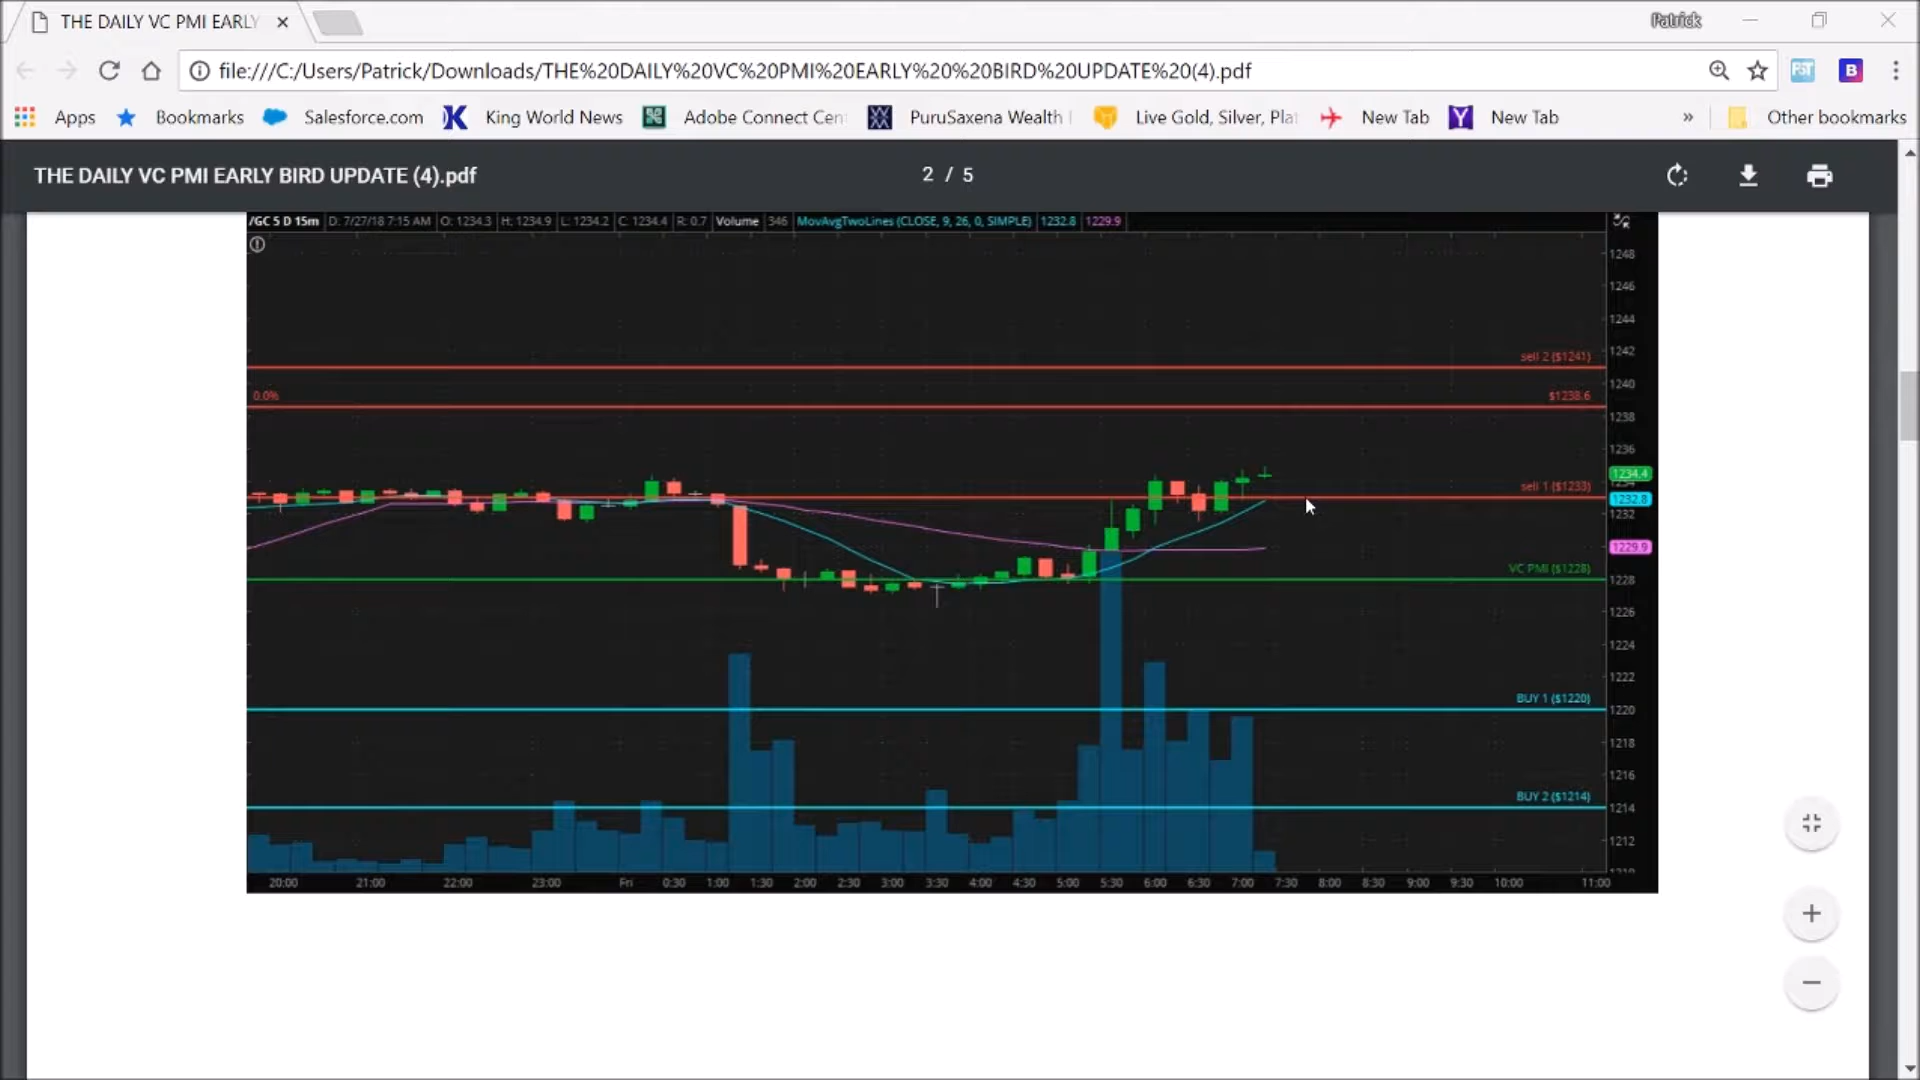 THE DAILY VC PMI EARLY
Patrick
file:///C:/Users/Patrick/Downloads/THE%20DAILY%20VC%20PMI%20EARLY%20%20BIRD%20UPDATE%20(4).pdf
PST
B
Apps Bookmarks Salesforce.com King World News Adobe Connect Cen PuruSaxena Wealth Live Gold, Silver, Pla New Tab Y New Tab » Other bookmarks
THE DAILY VC PMI EARLY BIRD UPDATE (4).pdf 2 / 5
/GC 5 D 15m D: 7/27/18 7:15 AM O: 1234.3 H: 1234.9 L: 1234.2 C: 1234.4 R: 0.7 Volume 346 MovAvgTwoLines (CLOSE, 9, 26, 0, SIMPLE) 1232.8 1229.9
1248
1246
1244
1242
sell 2 ($1241)
1240
0.0% $1238.6
1238
1236
1234.4
sell 1 ($1233)
1232.8
1232
1229.9
VC PMI ($1228)
1228
1226
1224
1222
BUY 1 ($1220)
1220
1218
1216
BUY 2 ($1214)
1214
1212
20:00 21:00 22:00 23:00 Fri 0:30 1:00 1:30 2:00 2:30 3:00 3:30 4:00 4:30 5:00 5:30 6:00 6:30 7:00 7:30 8:00 8:30 9:00 9:30 10:00 11:00